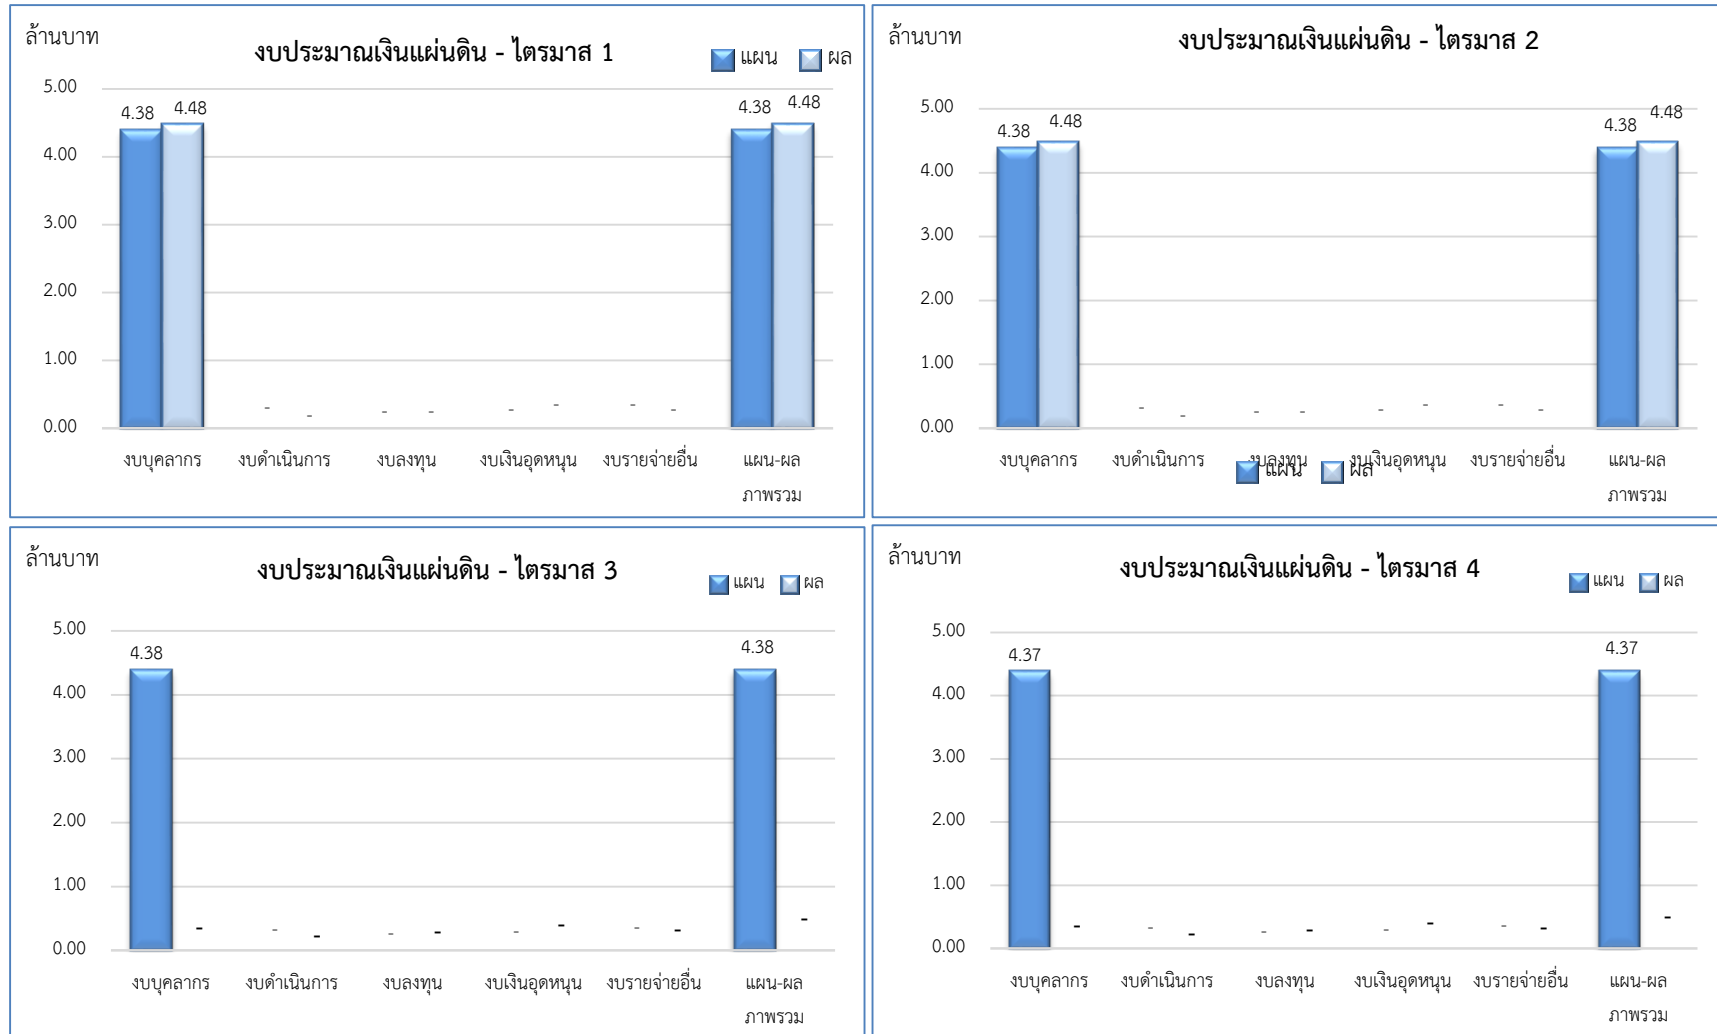 ล้านบาท
งบประมาณเงินแผ่นดิน - ไตรมาส 1
แผน ผล
5.00
4.00
3.00
2.00
1.00
0.00
4.38 4.48 - - - - - - - - 4.38 4.48
งบบุคลากร งบดำเนินการ งบลงทุน งบเงินอุดหนุน งบรายจ่ายอื่น แผน-ผล
ภาพรวม
ล้านบาท
งบประมาณเงินแผ่นดิน - ไตรมาส 2
5.00
4.00
3.00
2.00
1.00
0.00
4.38 4.48 - - - - - - - - 4.38 4.48
งบบุคลากร งบดำเนินการ งบลงทุน งบเงินอุดหนุน งบรายจ่ายอื่น แผน-ผล
ภาพรวม
แผน ผล
ล้านบาท
งบประมาณเงินแผ่นดิน - ไตรมาส 3
แผน ผล
5.00
4.00
3.00
2.00
1.00
0.00
4.38 - - - - - - - - - 4.38 -
งบบุคลากร งบดำเนินการ งบลงทุน งบเงินอุดหนุน งบรายจ่ายอื่น แผน-ผล
ภาพรวม
ล้านบาท
งบประมาณเงินแผ่นดิน - ไตรมาส 4
แผน ผล
5.00
4.00
3.00
2.00
1.00
0.00
4.37 - - - - - - - - - 4.37 -
งบบุคลากร งบดำเนินการ งบลงทุน งบเงินอุดหนุน งบรายจ่ายอื่น แผน-ผล
ภาพรวม